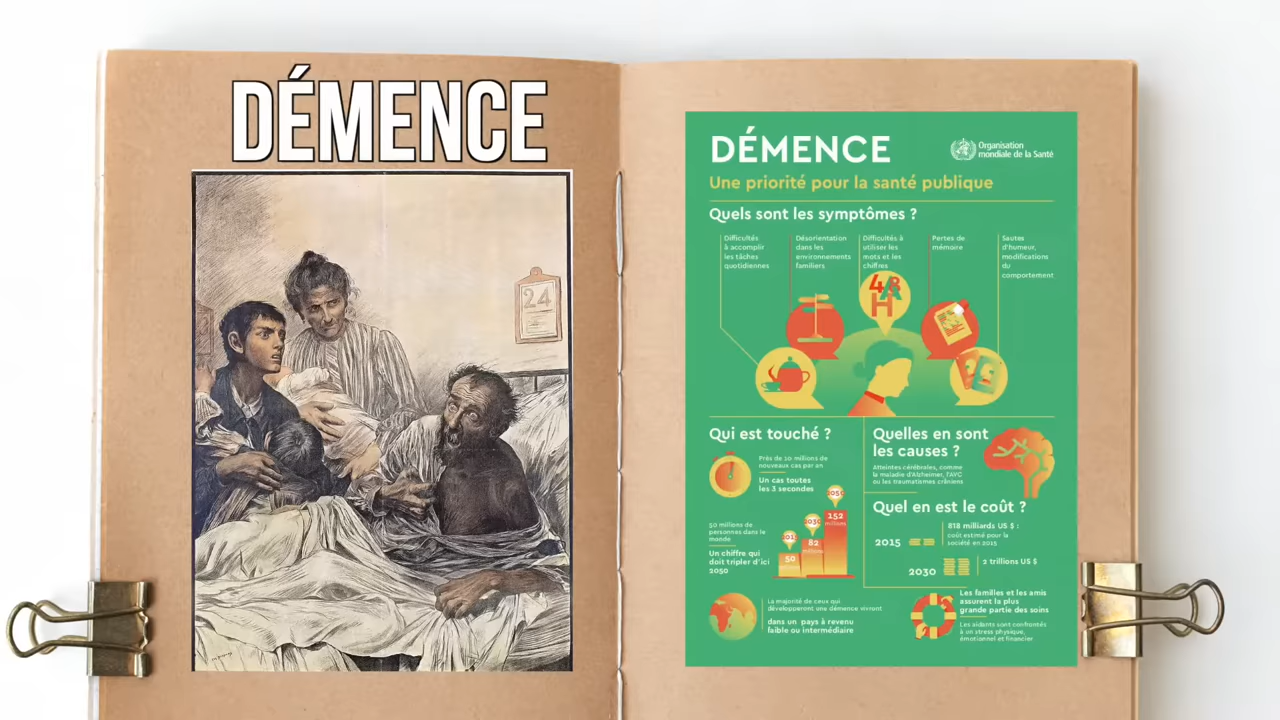 DÉMENCE
24
DÉMENCE
Organisation
mondiale de la Santé
Une priorité pour la santé publique
Quels sont les symptômes ?
Difficultés
à accomplir
les tâches
quotidiennes
Désorientation
dans les
environnements
familiers
Difficultés à
utiliser les
mots et les
chiffres
Pertes de
mémoire
Sautes
d'humeur,
modifications
du
comportement
48
A
H
Qui est touché ?
Près de 10 millions de
nouveaux cas par an
Un cas toutes
les 3 secondes
50 millions de
personnes dans le
monde
Un chiffre qui
doit tripler d'ici
2050
2015
50
millions
2030
82
millions
2050
152
millions
La majorité de ceux qui
développeront une démence vivront
dans un pays à revenu
faible ou intermédiaire
Quelles en sont
les causes ?
Atteintes cérébrales, comme
la maladie d'Alzheimer, l'AVC
ou les traumatismes crâniens
Quel en est le coût ?
2015
818 milliards US $ :
coût estimé pour la
société en 2015
2030
2 trillions US $
Les familles et les amis
assurent la plus
grande partie des soins
Les aidants sont confrontés
à un stress physique,
émotionnel et financier